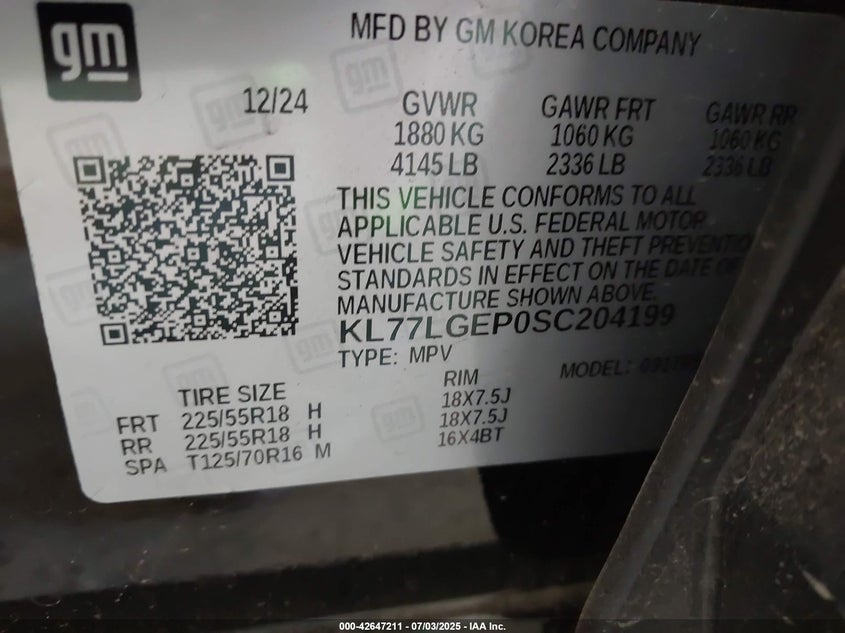 gm
MFD BY GM KOREA COMPANY
12/24 GVWR GAWR FRT GAWR RR
1880 KG 1060 KG 1060 KG
4145 LB 2336 LB 2336 LB
THIS VEHICLE CONFORMS TO ALL
APPLICABLE U.S. FEDERAL MOTOR
VEHICLE SAFETY AND THEFT PREVENTIO
STANDARDS IN EFFECT ON THE DATE OF
MANUFACTURE SHOWN ABOVE.
KL77LGEP0SC204199
TYPE: MPV MODEL:
TIRE SIZE RIM
FRT 225/55R18 H 18X7.5J
RR 225/55R18 H 18X7.5J
SPA T125/70R16 M 16X4BT
000-42647211 - 07/03/2025 - IAA Inc.